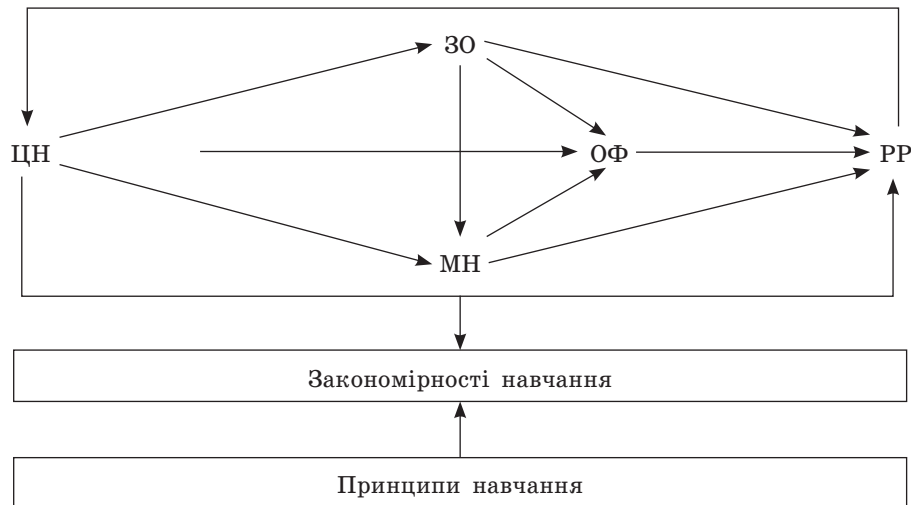 ЗО
ЦН ОФ РР
МН
Закономірності навчання
Принципи навчання